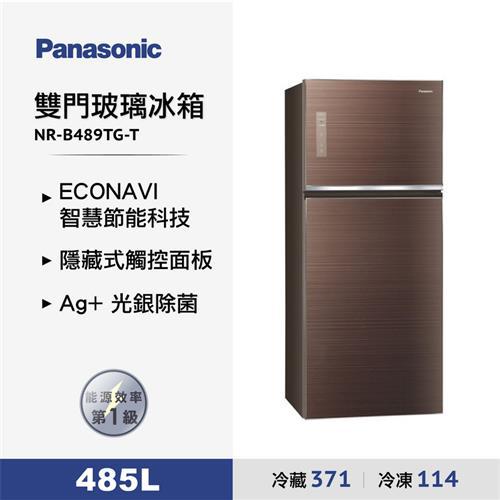 Panasonic
雙門玻璃冰箱
NR-B489TG-T
ECONAVI
智慧節能科技
隱藏式觸控面板
Ag+ 光銀除菌
能源效率
第1級
485L
冷藏 371 | 冷凍 114
Panasonic